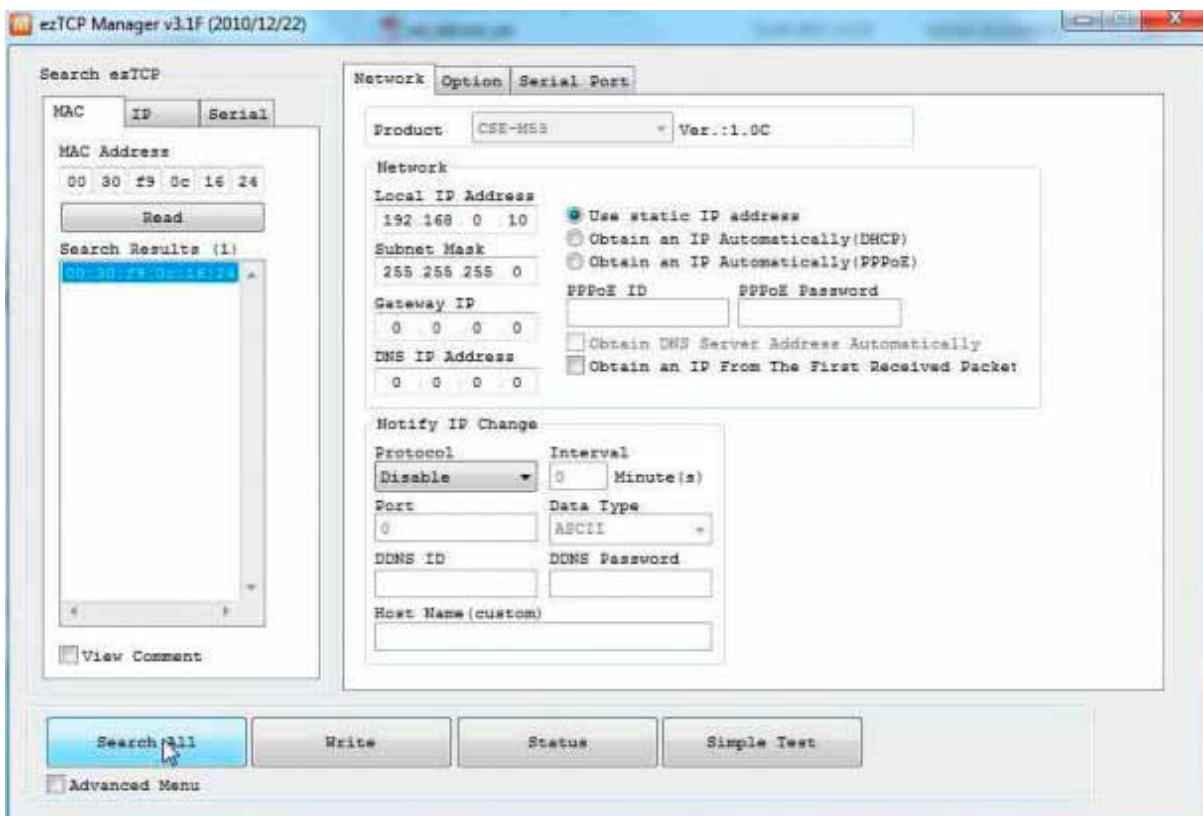 ezTCP Manager v3.1F (2010/12/22)
Search ezTCP
MAC IP Serial
MAC Address
00 30 f9 0c 16 24
Read
Search Results (1)
00:30:f9:0c:16:24
View Comment
Network Option Serial Port
Product CSE-M53 Ver.:1.0C
Network
Local IP Address
192 168 0 10
Subnet Mask
255 255 255 0
Gateway IP
0 0 0 0
DNS IP Address
0 0 0 0
Use static IP address
Obtain an IP Automatically(DHCP)
Obtain an IP Automatically(PPPoE)
PPPoE ID PPPoE Password
Obtain DNS Server Address Automatically
Obtain an IP From The First Received Packet
Notify IP Change
Protocol Interval
Disable 0 Minute(s)
Port Data Type
0 ASCII
DDNS ID DDNS Password
Host Name(custom)
Search All Write Status Simple Test
Advanced Menu